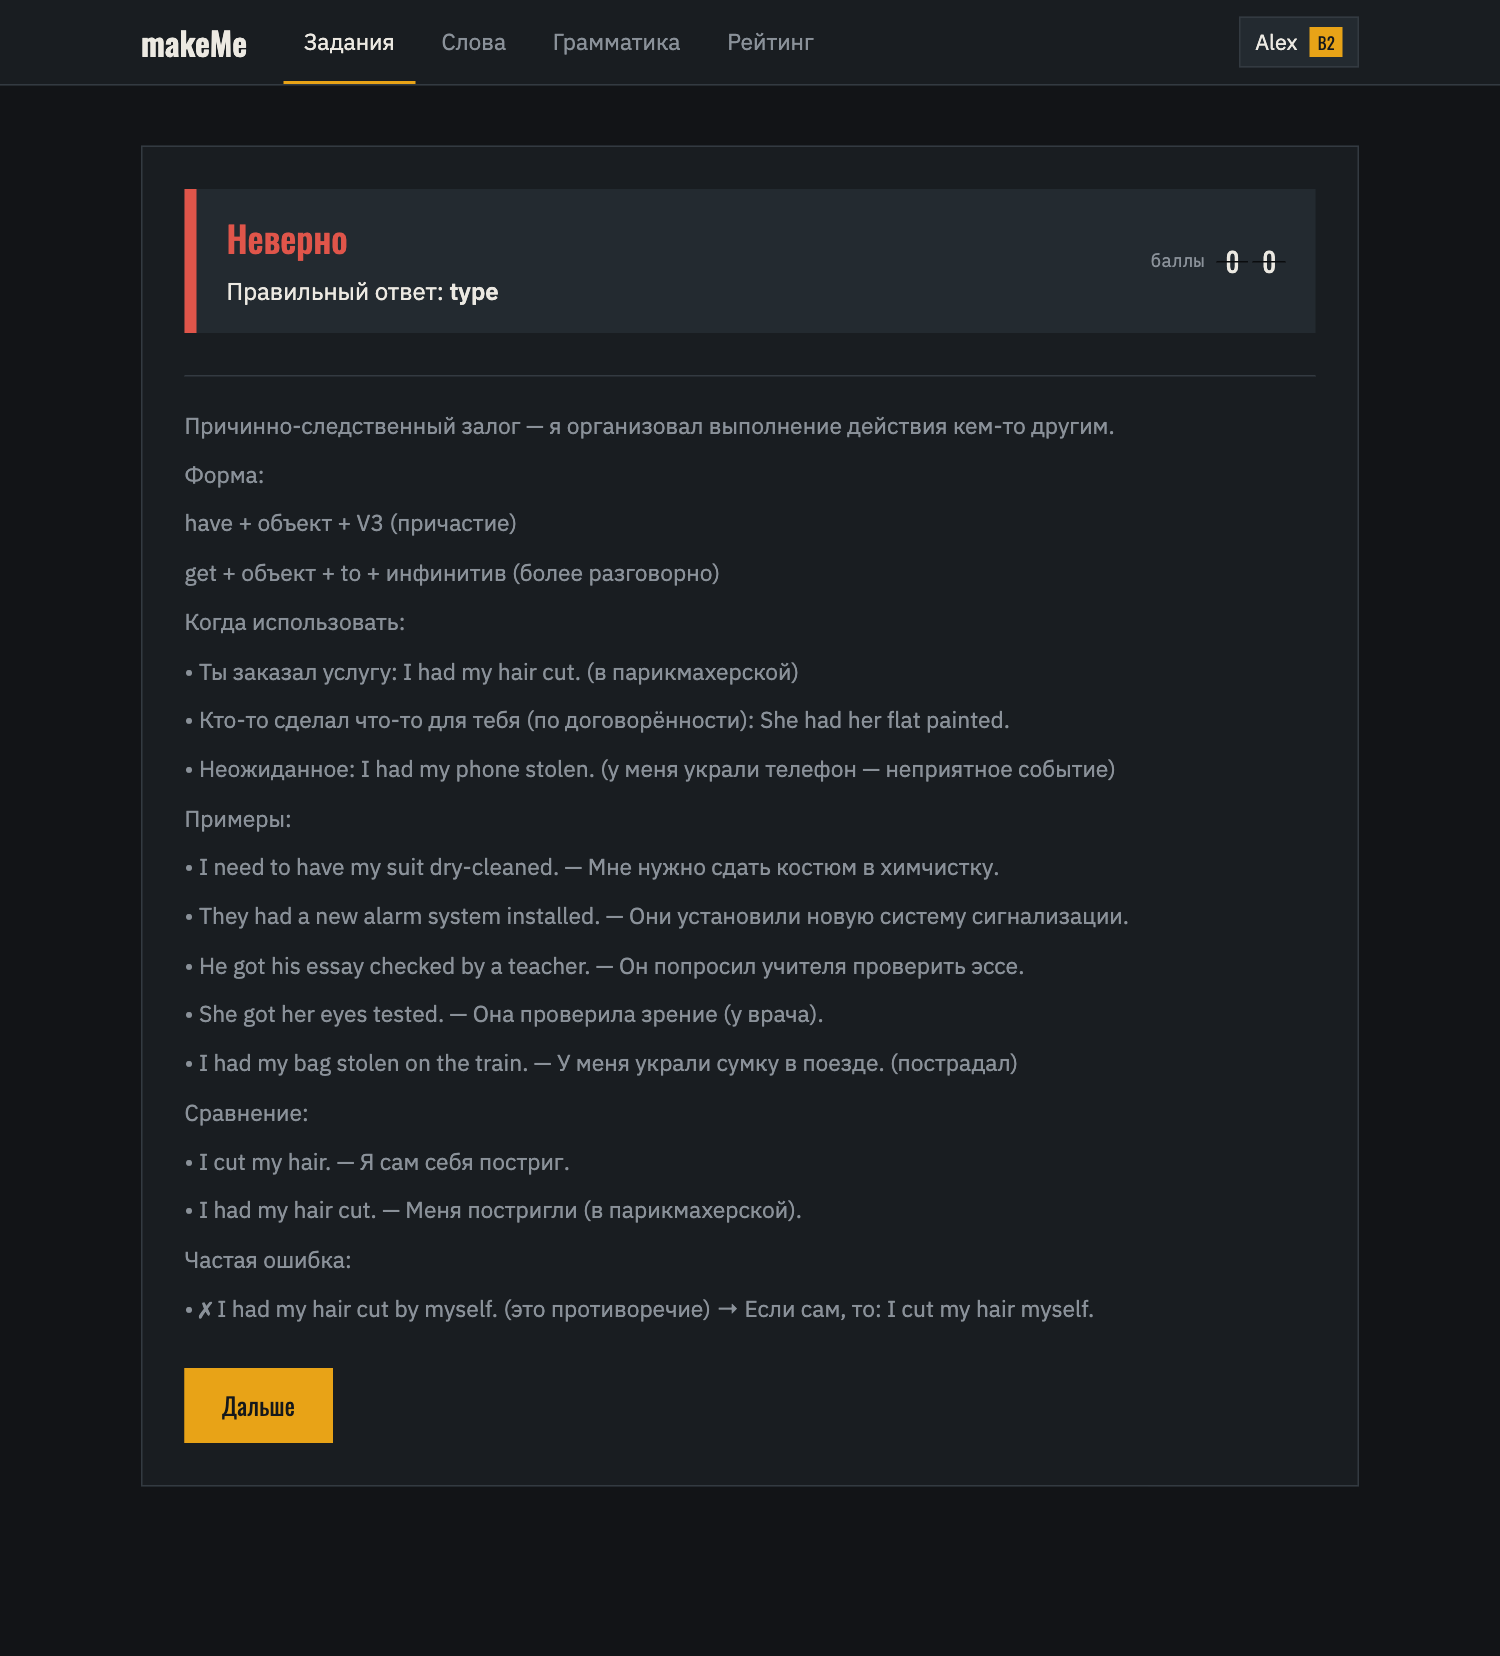 makeMe
Задания
Слова
Грамматика
Рейтинг
Alex B2
Неверно
Правильный ответ: type
баллы 0 0
Причинно-следственный залог — я организовал выполнение действия кем-то другим.
Форма:
have + объект + V3 (причастие)
get + объект + to + инфинитив (более разговорно)
Когда использовать:
• Ты заказал услугу: I had my hair cut. (в парикмахерской)
• Кто-то сделал что-то для тебя (по договорённости): She had her flat painted.
• Неожиданное: I had my phone stolen. (у меня украли телефон — неприятное событие)
Примеры:
• I need to have my suit dry-cleaned. — Мне нужно сдать костюм в химчистку.
• They had a new alarm system installed. — Они установили новую систему сигнализации.
• He got his essay checked by a teacher. — Он попросил учителя проверить эссе.
• She got her eyes tested. — Она проверила зрение (у врача).
• I had my bag stolen on the train. — У меня украли сумку в поезде. (пострадал)
Сравнение:
• I cut my hair. — Я сам себя постриг.
• I had my hair cut. — Меня постригли (в парикмахерской).
Частая ошибка:
• ✗ I had my hair cut by myself. (это противоречие) → Если сам, то: I cut my hair myself.
Дальше